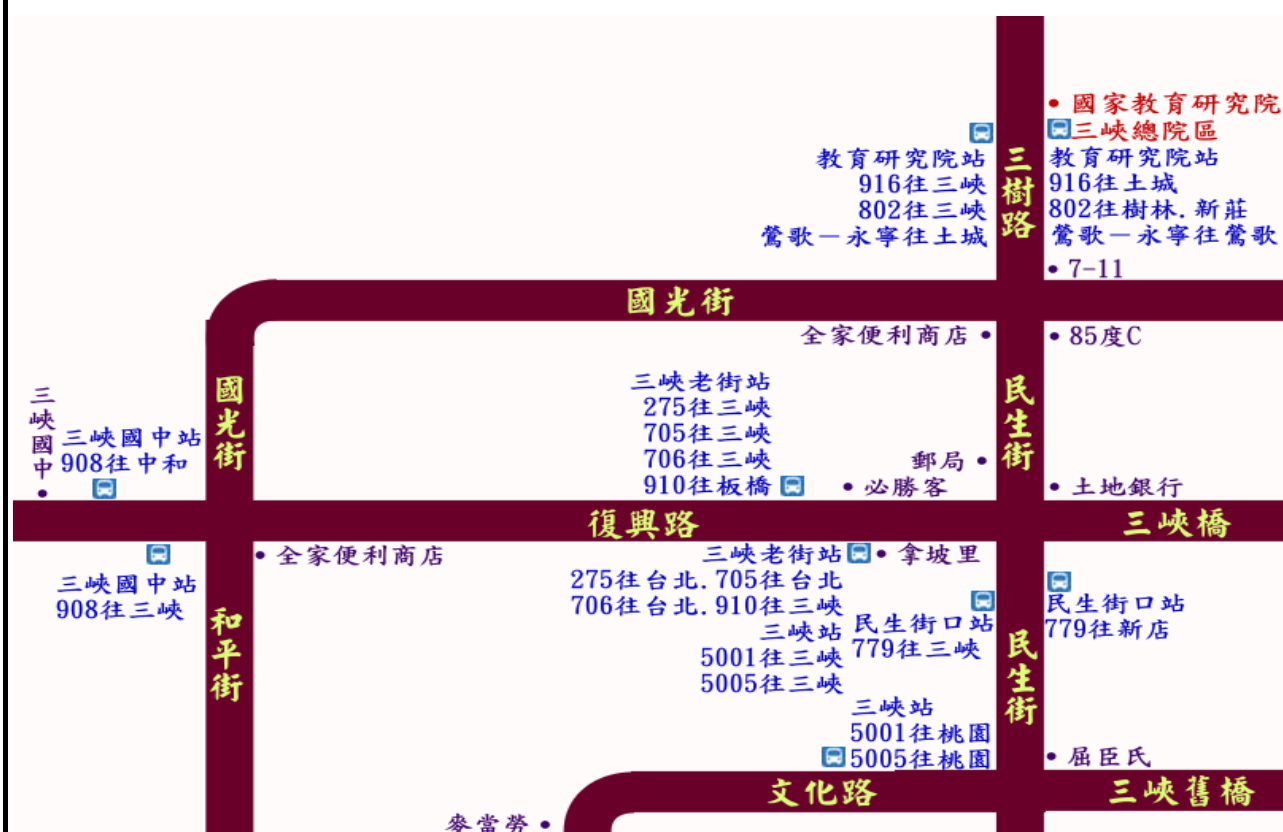 • 國家教育研究院
三峽總院區
教育研究院站
916往三峽
802往三峽
鶯歌－永寧往土城
三樹路
教育研究院站
916往土城
802往樹林.新莊
鶯歌－永寧往鶯歌
• 7-11
國光街
全家便利商店 •
• 85度C
三峽國中 •
三峽國中站
908往中和
國光街
三峽老街站
275往三峽
705往三峽
706往三峽
910往板橋
郵局 •
• 必勝客
民生街
• 土地銀行
復興路
三峽橋
三峽國中站
908往三峽
• 全家便利商店
和平街
三峽老街站
• 拿坡里
275往台北.705往台北
706往台北.910往三峽
三峽站
5001往三峽
5005往三峽
民生街口站
779往三峽
民生街口站
779往新店
民生街
三峽站
5001往桃園
5005往桃園
• 屈臣氏
文化路
三峽舊橋
麥當勞 •